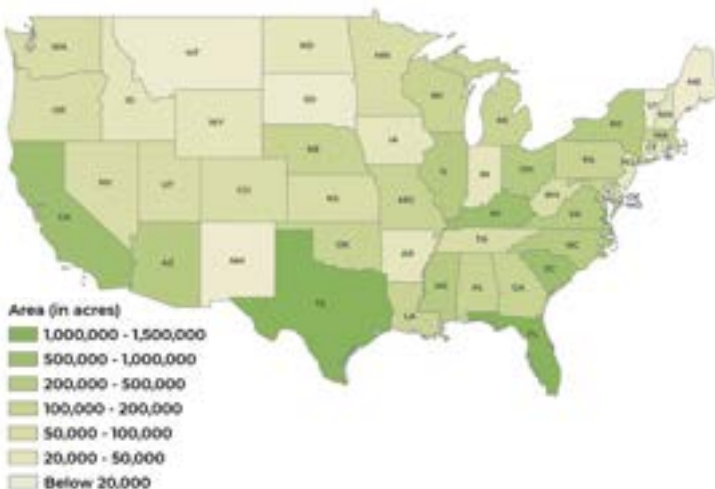 WA
MT
ND
MN
ME
OR
ID
SD
WI
VT
WY
MI
NY
IA
NE
PA
NV
UT
IL
IN
OH
CO
WV
CA
KS
MO
KY
VA
TN
NC
AZ
OK
NM
AR
SC
MS
AL
GA
TX
LA
FL
Area (in acres)
1,000,000 - 1,500,000
500,000 - 1,000,000
200,000 - 500,000
100,000 - 200,000
50,000 - 100,000
20,000 - 50,000
Below 20,000